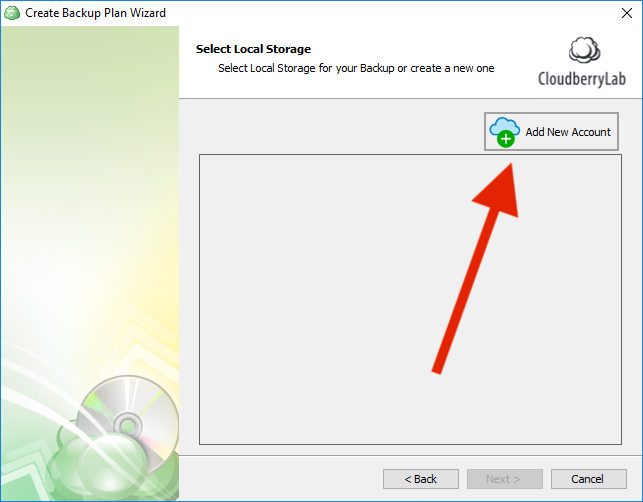 Create Backup Plan Wizard
Select Local Storage
Select Local Storage for your Backup or create a new one
CloudberryLab
Add New Account
< Back
Next >
Cancel